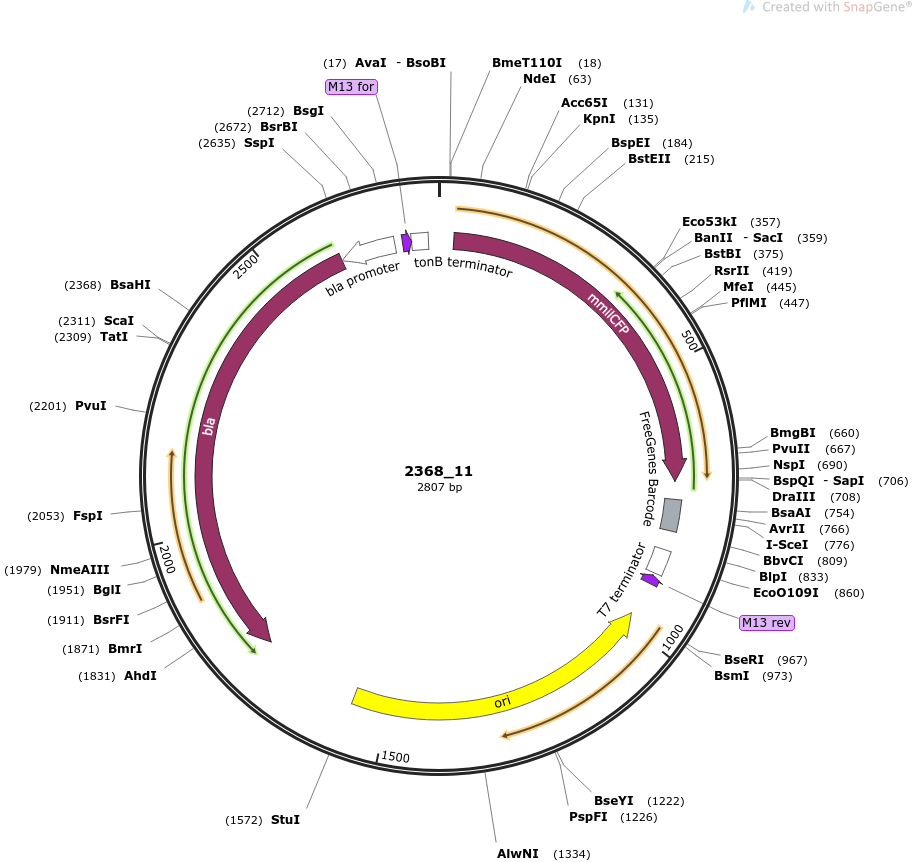 Created with SnapGene®
(17) AvaI - BsoBI
BmeT110I (18)
NdeI (63)
M13 for
Acc65I (131)
KpnI (135)
(2712) BsgI
(2672) BsrBI
(2635) SspI
BspEI (184)
BstEII (215)
Eco53kI (357)
BanII - SacI (359)
BstBI (375)
RsrII (419)
MfeI (445)
PflMI (447)
tonB terminator
bla promoter
2500
(2368) BsaHI
mmilCFP
(2311) ScaI
(2309) TatI
500
(2201) PvuI
bla
FreeGenes Barcode
BmgBI (660)
PvuII (667)
NspI (690)
BspQI - SapI (706)
DraIII (708)
2368_11
2807 bp
(2053) FspI
BsaAI (754)
AvrII (766)
I-SceI (776)
BbvCI (809)
BlpI (833)
EcoO109I (860)
2000
T7 terminator
(1979) NmeAIII
(1951) BglI
(1911) BsrFI
M13 rev
(1871) BmrI
1000
(1831) AhdI
BseRI (967)
BsmI (973)
ori
1500
BseYI (1222)
PspFI (1226)
(1572) StuI
AlwNI (1334)